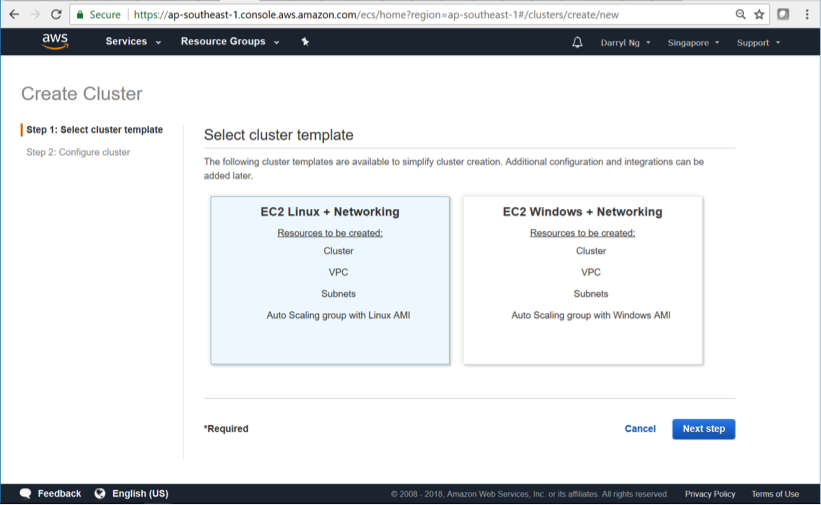 Secure https://ap-southeast-1.console.aws.amazon.com/ecs/home?region=ap-southeast-1#/clusters/create/new
aws Services Resource Groups Darryl Ng Singapore Support
Create Cluster
Step 1: Select cluster template
Step 2: Configure cluster
Select cluster template
The following cluster templates are available to simplify cluster creation. Additional configuration and integrations can be
added later.
EC2 Linux + Networking
Resources to be created:
Cluster
VPC
Subnets
Auto Scaling group with Linux AMI
EC2 Windows + Networking
Resources to be created:
Cluster
VPC
Subnets
Auto Scaling group with Windows AMI
*Required Cancel Next step
Feedback English (US) © 2008 - 2018, Amazon Web Services, Inc. or its affiliates. All rights reserved. Privacy Policy Terms of Use